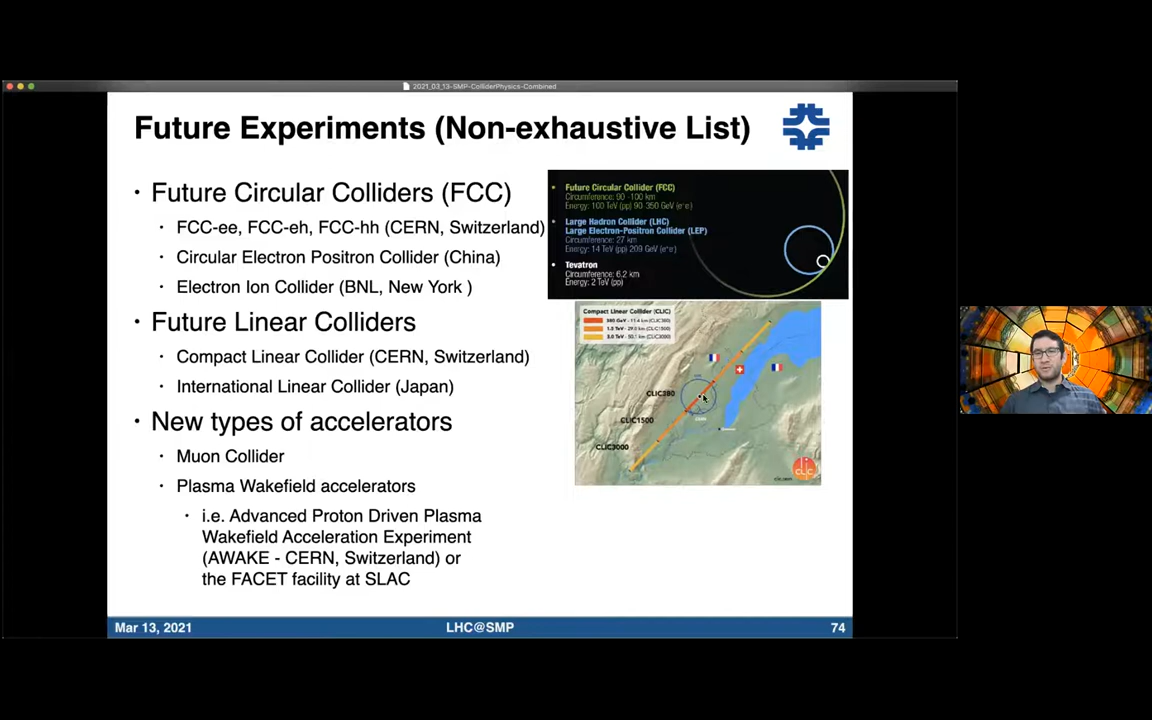 2021_03_13-SMP-ColliderPhysics-Combined
Future Experiments (Non-exhaustive List)
• Future Circular Colliders (FCC)
• FCC-ee, FCC-eh, FCC-hh (CERN, Switzerland)
• Circular Electron Positron Collider (China)
• Electron Ion Collider (BNL, New York )
• Future Linear Colliders
• Compact Linear Collider (CERN, Switzerland)
• International Linear Collider (Japan)
• New types of accelerators
• Muon Collider
• Plasma Wakefield accelerators
• i.e. Advanced Proton Driven Plasma
Wakefield Acceleration Experiment
(AWAKE - CERN, Switzerland) or
the FACET facility at SLAC
• Future Circular Collider (FCC)
Circumference: 90 -100 km
Energy: 100 TeV (pp) 90-350 GeV (e⁺e⁻)
• Large Hadron Collider (LHC)
Large Electron-Positron Collider (LEP)
Circumference: 27 km
Energy: 14 TeV (pp) 209 GeV (e⁺e⁻)
• Tevatron
Circumference: 6.2 km
Energy: 2 TeV (pp)
Compact Linear Collider (CLIC)
380 GeV - 11.4 km (CLIC380)
1.5 TeV - 29.0 km (CLIC1500)
3.0 TeV - 50.1 km (CLIC3000)
CLIC380
CLIC1500
CLIC3000
CLIC
Mar 13, 2021
LHC@SMP
74